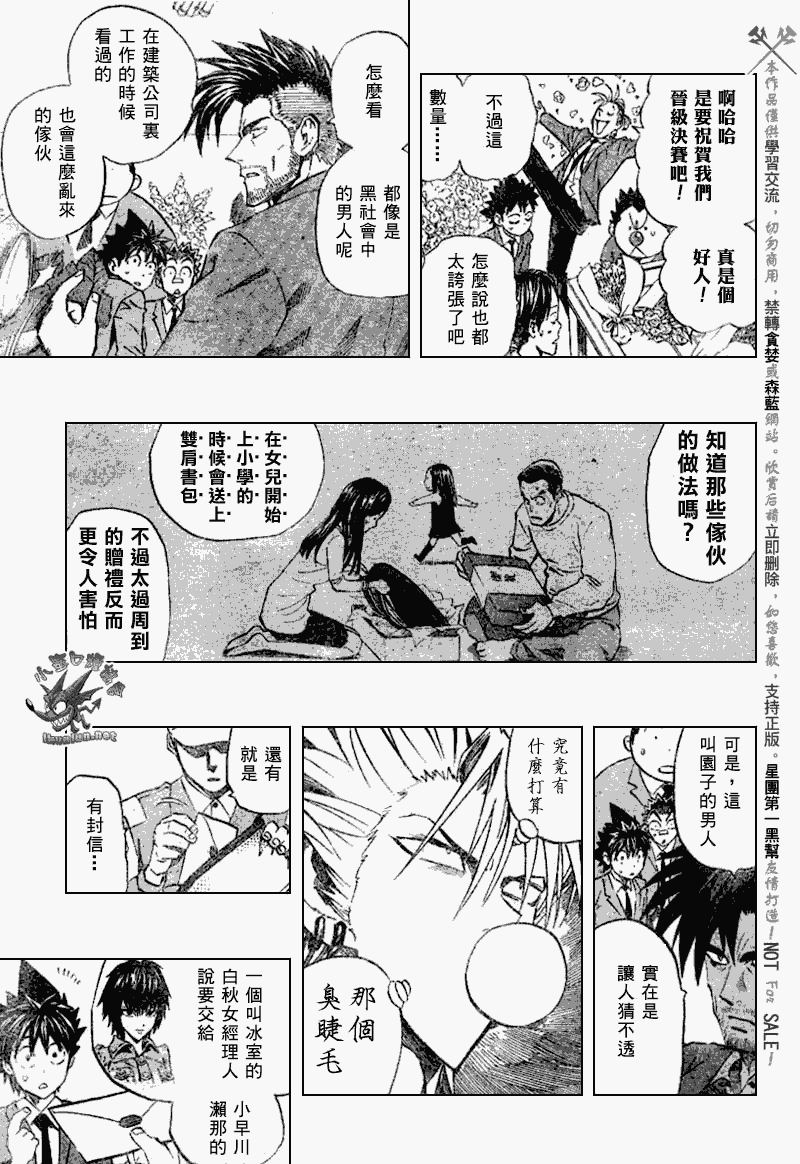 啊哈哈
是要祝賀我們
晉級決賽吧！
真是個
好人！
不過這
數量……
怎麼說也都
太誇張了吧
怎麼看
都像是
黑社會中
的男人呢
在建築公司裏
工作的時候
看過的
也會這麼亂來
的傢伙
知道那些傢伙
的做法嗎？
在女兒開始
上小學的
時候會送上
雙肩書包
不過太過周到
的贈禮反而
更令人害怕
可是，這
叫園子的男人
實在是
讓人猜不透
究竟有
什麼打算
那個
臭睫毛
還有
就是
有封信…
一個叫冰室的
白秋女經理人
說要交給
小早川
瀨那的
本作品僅供學習交流，切勿商用，禁轉貪婪或森藍網站。欣賞后請立即刪除，如您喜歡，支持正版。星團第一黑幫友情打造！NOT For SALE！